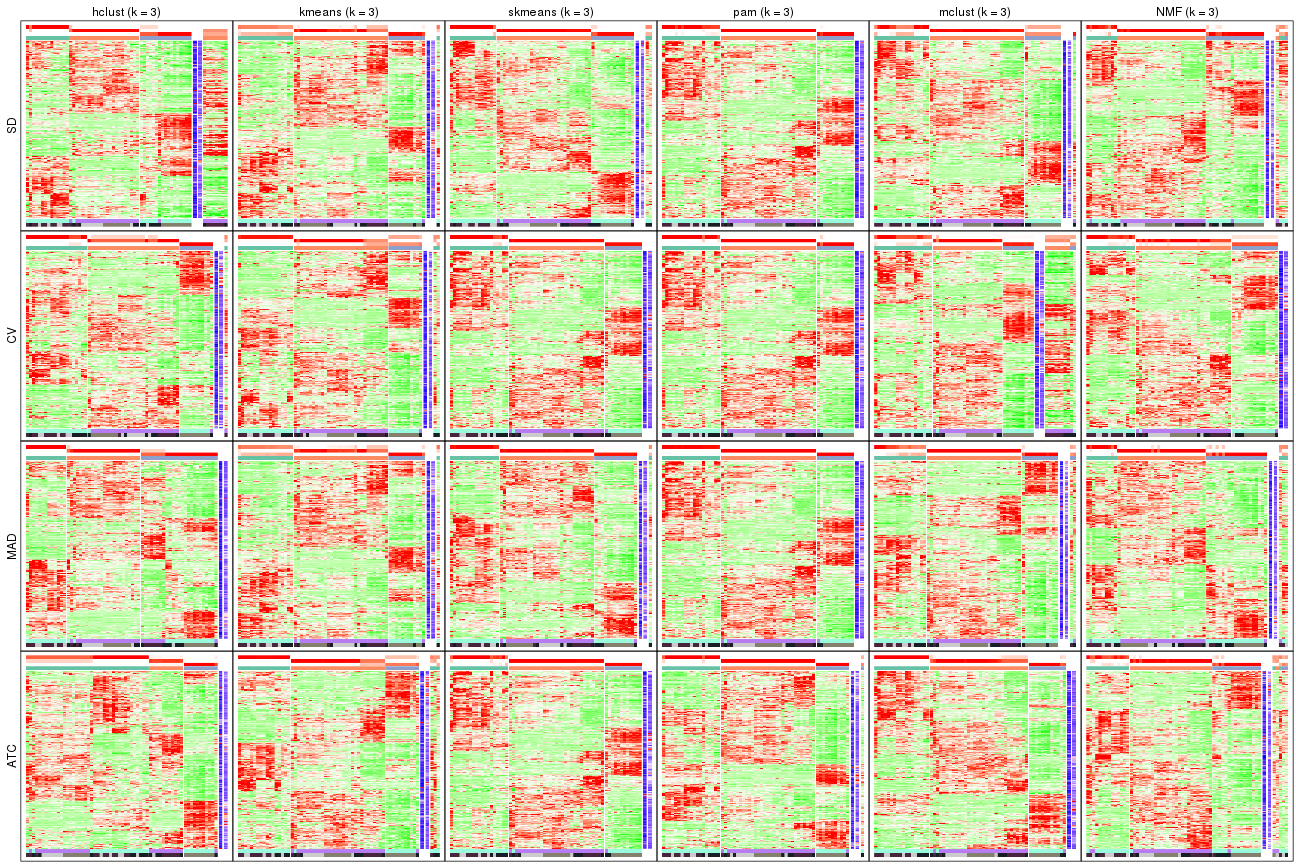 hclust (k = 3) kmeans (k = 3) skmeans (k = 3) pam (k = 3) mclust (k = 3) NMF (k = 3)
SD
CV
MAD
ATC